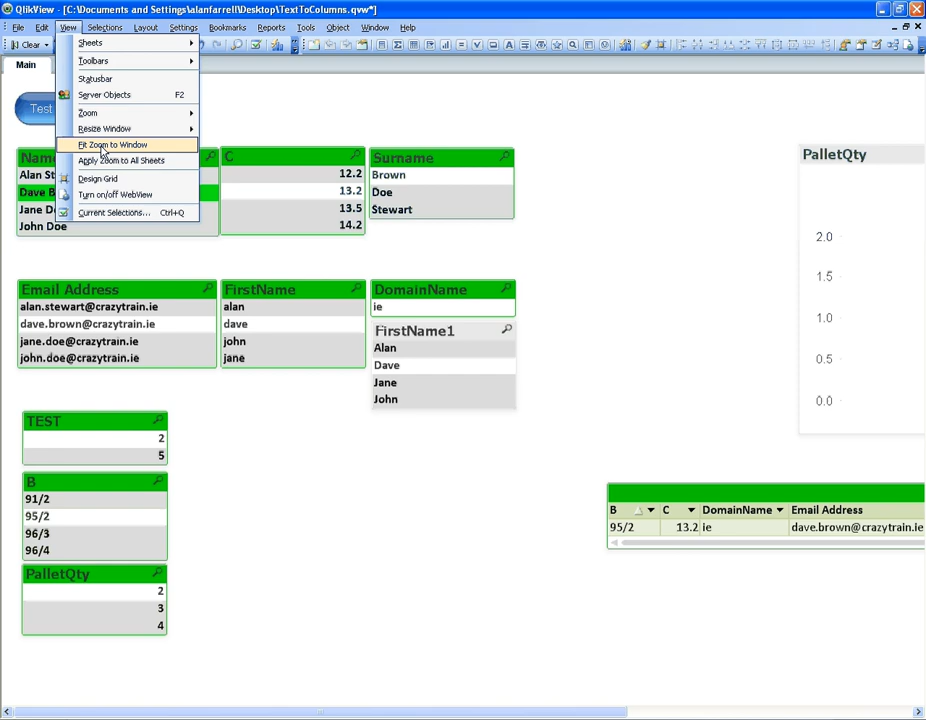 QlikView - [C:\Documents and Settings\alanfarrell\Desktop\TextToColumns.qvw*]
File Edit View Selections Layout Settings Bookmarks Reports Tools Object Window Help
Clear
Main
Sheets
Toolbars
Statusbar
Server Objects F2
Zoom
Resize Window
Fit Zoom to Window
Apply Zoom to All Sheets
Design Grid
Turn on/off WebView
Current Selections... Ctrl+Q
Test
Name
Alan St
Dave B
Jane D
John Doe
C
12.2
13.2
13.5
14.2
Surname
Brown
Doe
Stewart
PalletQty
2.0
1.5
1.0
0.5
0.0
Email Address
alan.stewart@crazytrain.ie
dave.brown@crazytrain.ie
jane.doe@crazytrain.ie
john.doe@crazytrain.ie
FirstName
alan
dave
john
jane
DomainName
ie
FirstName1
Alan
Dave
Jane
John
TEST
2
5
B
91/2
95/2
96/3
96/4
PalletQty
2
3
4
B C DomainName Email Address
95/2 13.2 ie dave.brown@crazytrain.ie